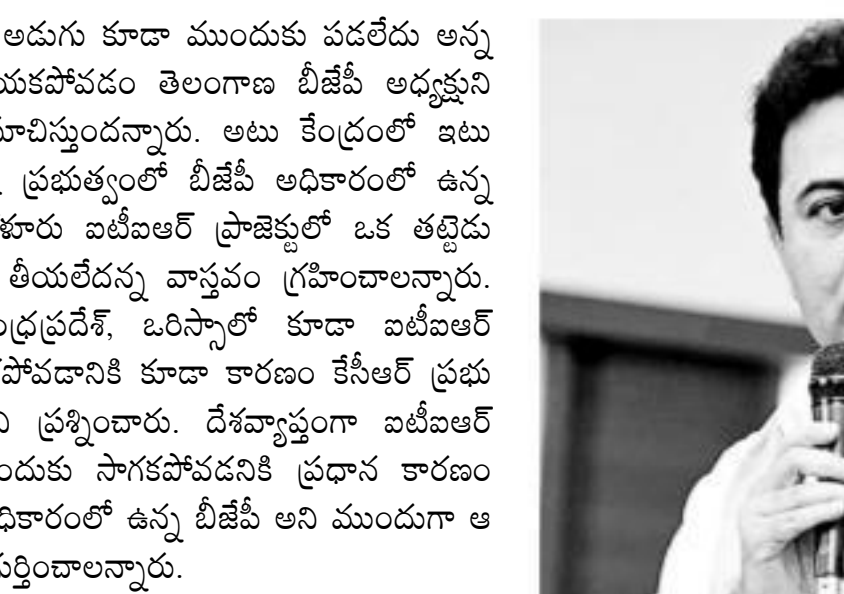 అడుగు కూడా ముందుకు పడలేదు అన్న
యకపోవడం తెలంగాణ బీజేపీ అధ్యక్షుని
చిస్తుందన్నారు. అటు కేంద్రంలో ఇటు
ప్రభుత్వంలో బీజేపీ అధికారంలో ఉన్న
ళూరు ఐటీఐఆర్ ప్రాజెక్టులో ఒక తట్టెడు
తీయలేదన్న వాస్తవం గ్రహించాలన్నారు.
ంధ్రప్రదేశ్, ఒరిస్సాలో కూడా ఐటీఐఆర్
పోవడానికి కూడా కారణం కేసీఆర్ ప్రభు
ప్రశ్నించారు. దేశవ్యాప్తంగా ఐటీఐఆర్
ందుకు సాగకపోవడనికి ప్రధాన కారణం
ధికారంలో ఉన్న బీజేపీ అని ముందుగా ఆ
ుర్తించాలన్నారు.